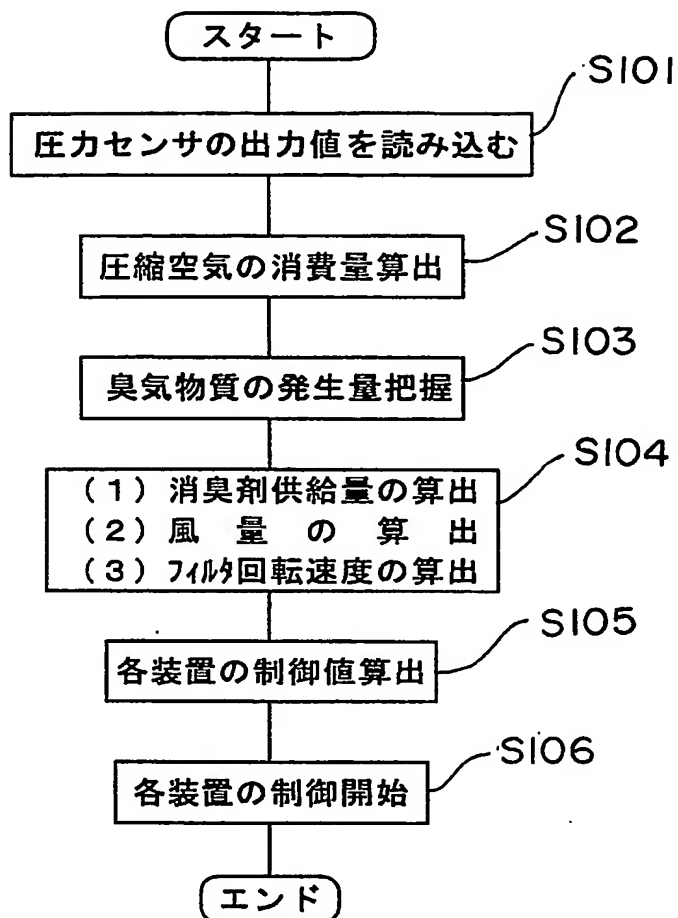 スタート
S101
圧力センサの出力値を読み込む
S102
圧縮空気の消費量算出
S103
臭気物質の発生量把握
S104
(1) 消臭剤供給量の算出
(2) 風量の算出
(3) フィルタ回転速度の算出
S105
各装置の制御値算出
S106
各装置の制御開始
エンド